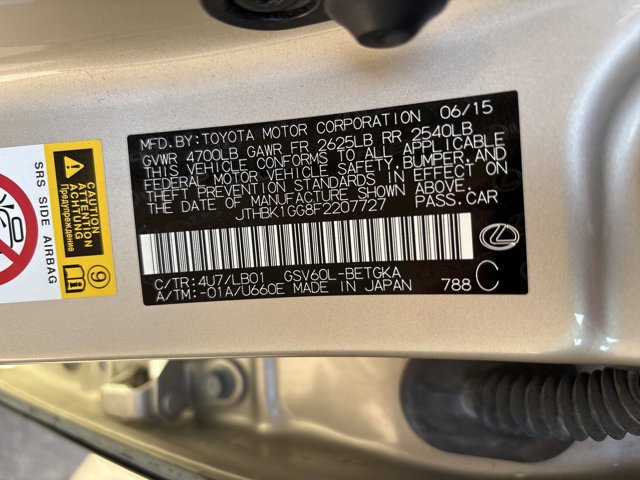 MFD.BY:TOYOTA MOTOR CORPORATION 06/15
GVWR 4700LB GAWR FR 2625LB RR 2540LB
THIS VEHICLE CONFORMS TO ALL APPLICABLE
FEDERAL MOTOR VEHICLE SAFETY,BUMPER,AND
THEFT PREVENTION STANDARDS IN EFFECT ON
THE DATE OF MANUFACTURE SHOWN ABOVE.
JTHBK1GG8F2207727 PASS.CAR
C/TR:4U7/LB01 GSV60L-BETGKA
A/TM:-01A/U660E MADE IN JAPAN 788 C
SRS SIDE AIRBAG
CAUTION
ATTENTION
ACHTUNG
Предупреждение
9